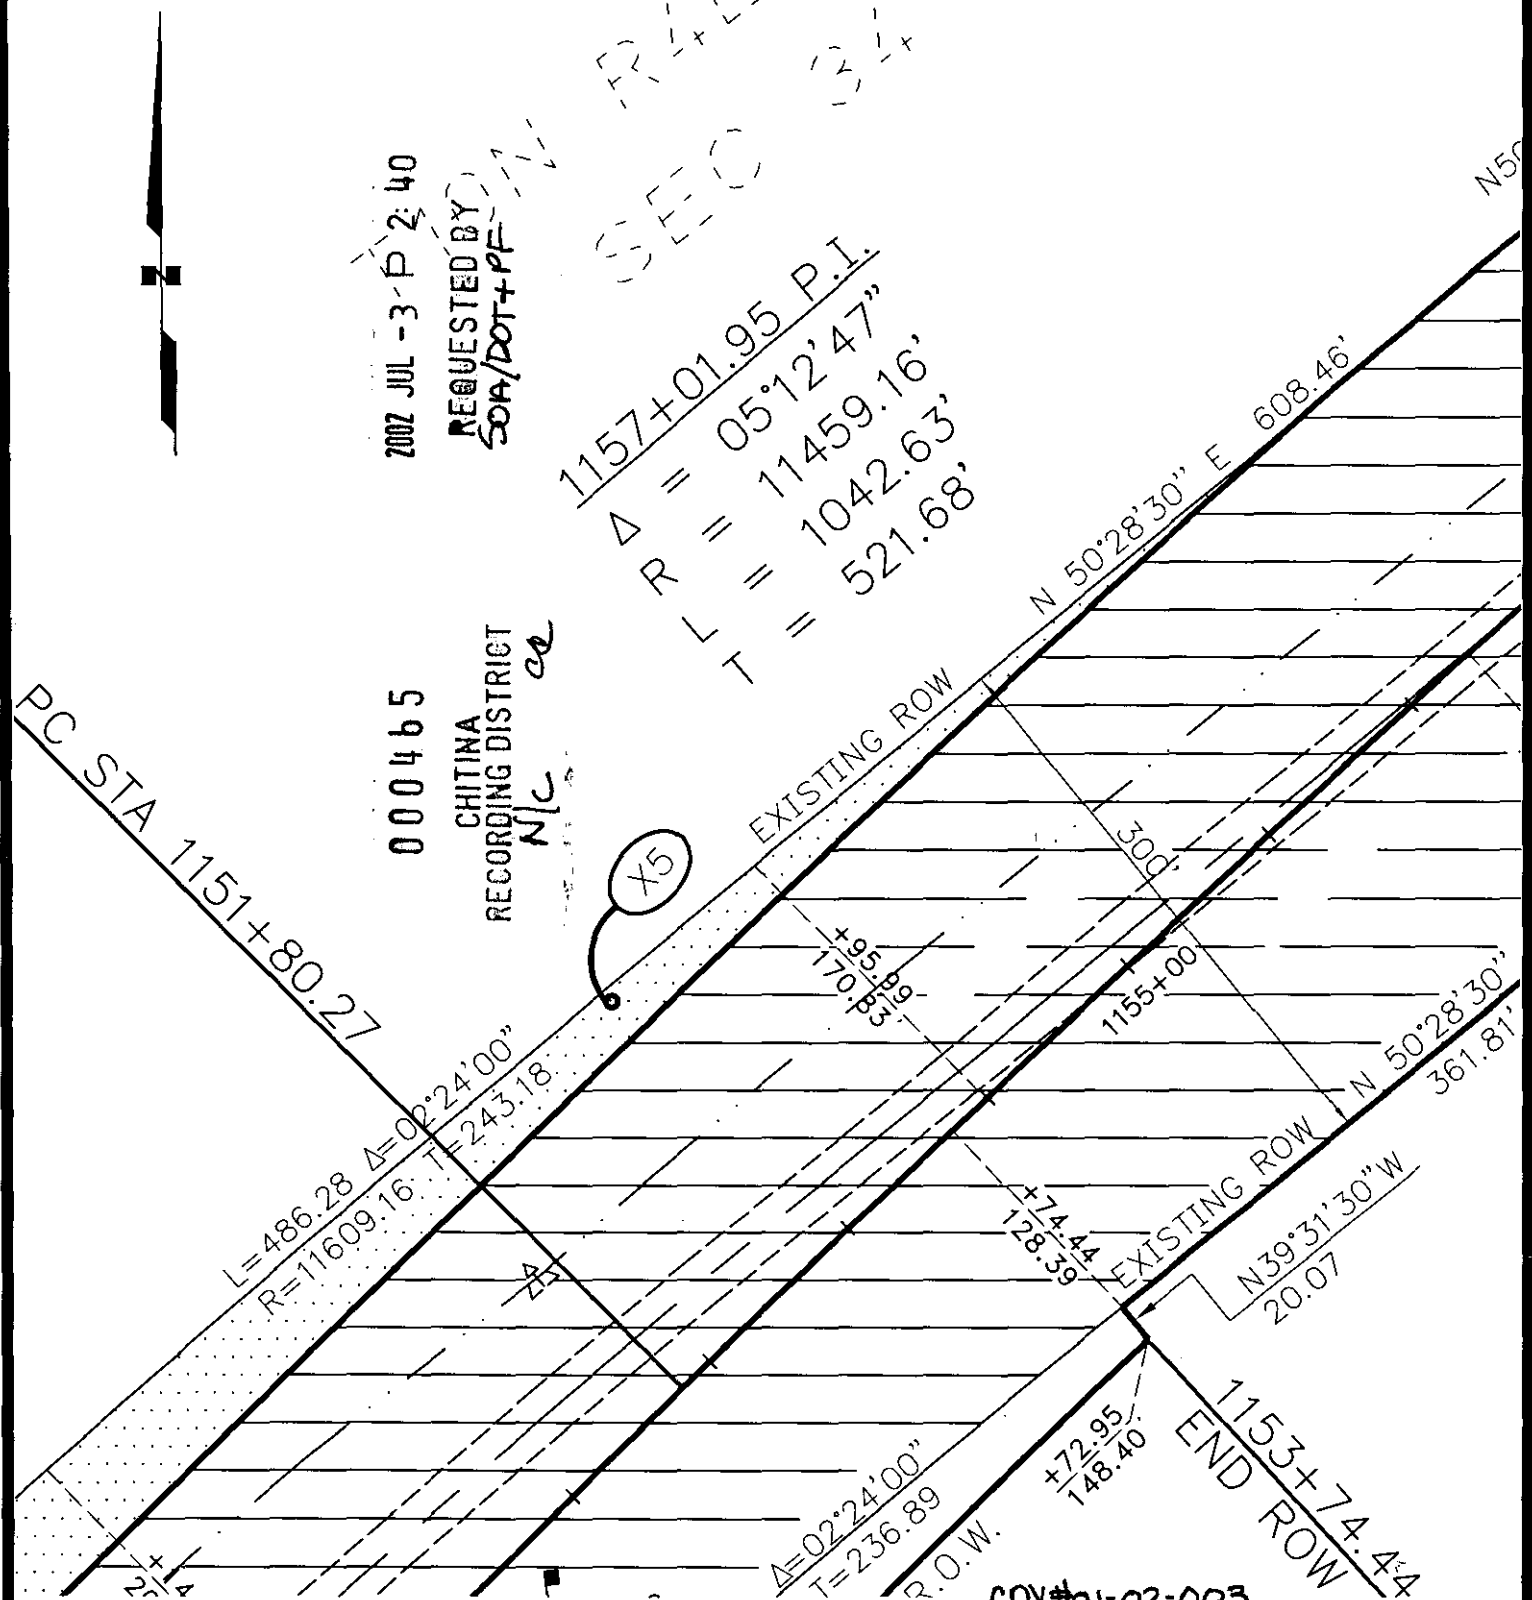 SEC 34
2002 JUL -3 P 2:40
REQUESTED BY
SOA/DOT+PF
1157+01.95 P.I.
Δ = 05°12'47"
R = 11459.16'
L = 1042.63'
T = 521.68'
000465
CHITINA
RECORDING DISTRICT
N/C
N50
N 50°28'30" E 608.46'
EXISTING ROW
PC STA 1151+80.27
X5
300'
+95.99
170.83
1155+00
L=486.28 Δ=02°24'00"
R=11609.16 T=243.18
N 50°28'30"
361.81'
EXISTING ROW
+74.44
128.39
N39°31'30"W
20.07
+72.95
148.40
1153+74.44
END ROW
Δ=02°24'00"
T=236.89
R.O.W.